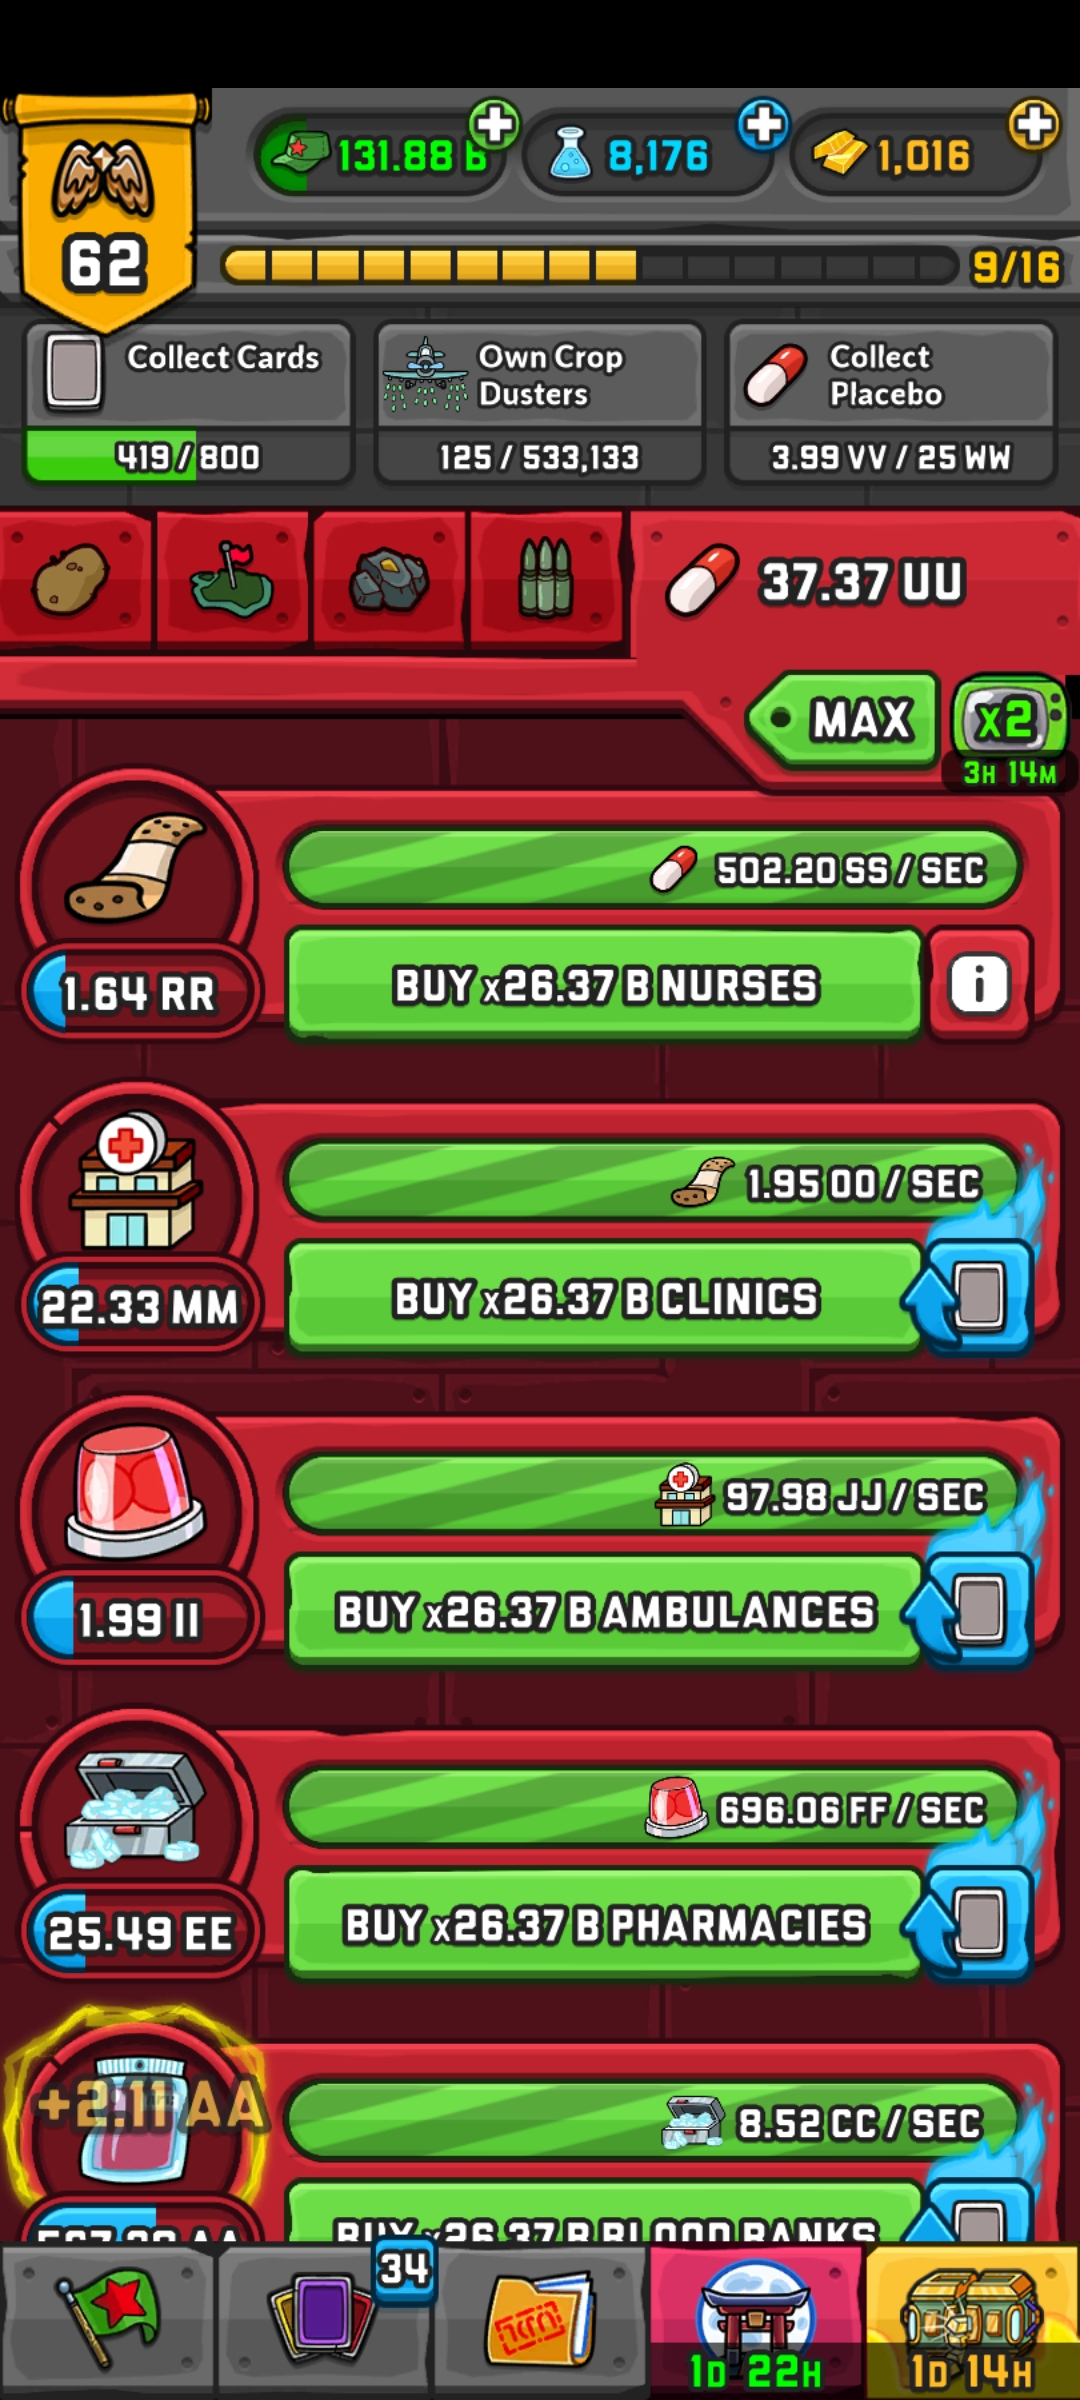 131.88 B
8,176
1,016
62
9/16
Collect Cards
419 / 800
Own Crop
Dusters
125 / 533,133
Collect
Placebo
3.99 VV / 25 WW
37.37 UU
MAX
x2
3H 14M
502.20 SS / SEC
1.64 RR
BUY x26.37 B NURSES
i
1.95 OO / SEC
22.33 MM
BUY x26.37 B CLINICS
97.98 JJ / SEC
1.99 II
BUY x26.37 B AMBULANCES
696.06 FF / SEC
25.49 EE
BUY x26.37 B PHARMACIES
+2.11 AA
8.52 CC / SEC
BUY x26.37 B BLOOD BANKS
34
1D 22H
1D 14H